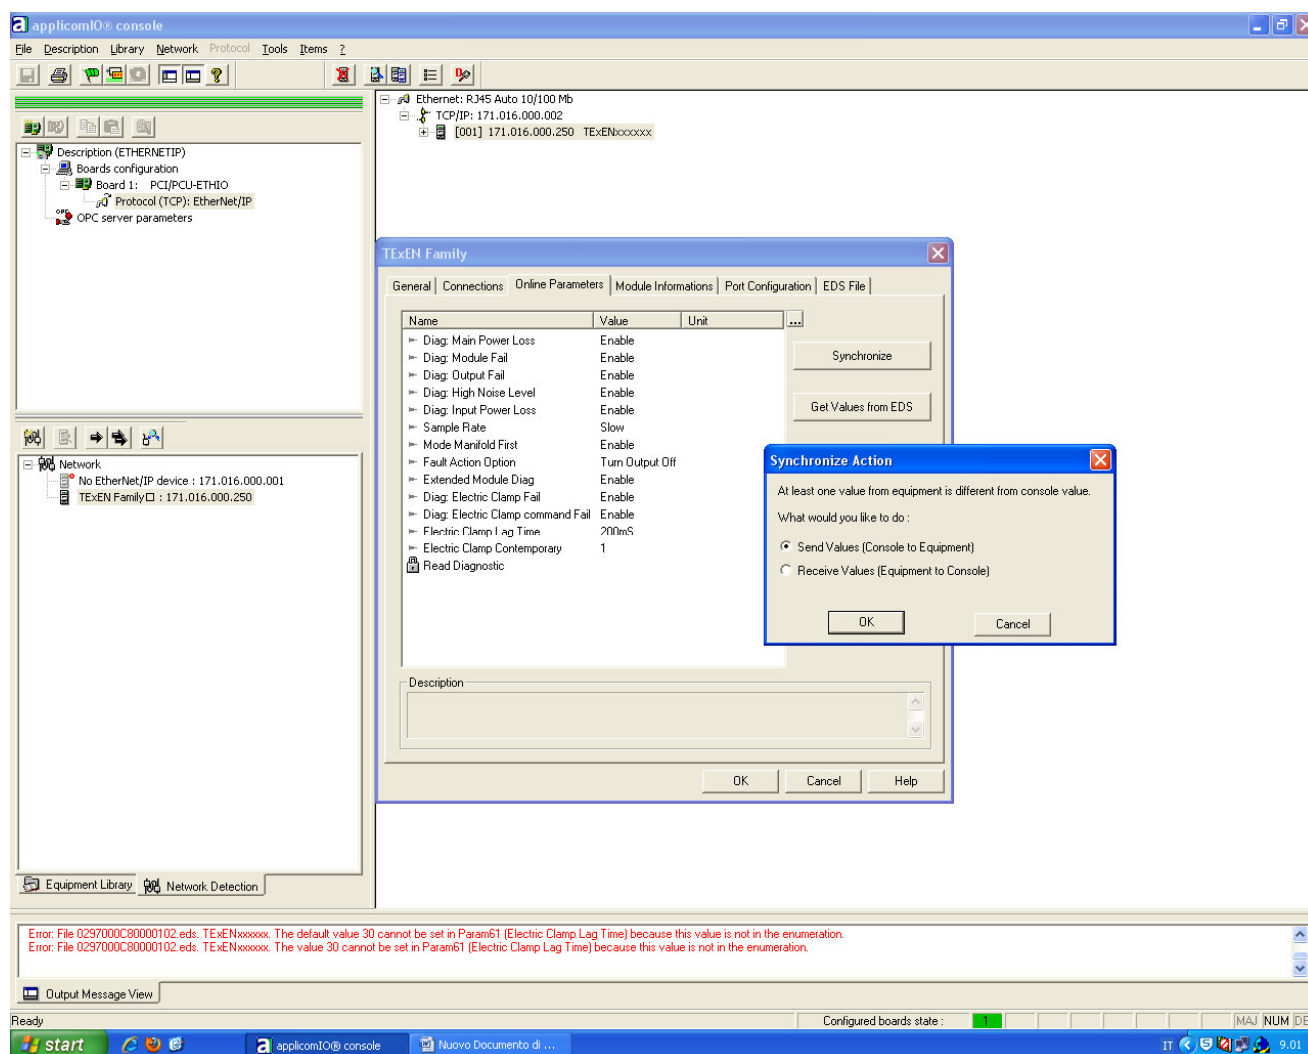 applicomIO® console
File Description Library Network Protocol Tools Items ?
Description (ETHERNETIP)
Boards configuration
Board 1: PCI/PCU-ETHIO
Protocol (TCP): EtherNet/IP
OPC server parameters
Ethernet: RJ45 Auto 10/100 Mb
TCP/IP: 171.016.000.002
[001] 171.016.000.250 TExENxxxxxx
Network
No EtherNet/IP device : 171.016.000.001
TExEN Family□ : 171.016.000.250
Equipment Library Network Detection
TExEN Family
General Connections Online Parameters Module Informations Port Configuration EDS File
Name Value Unit ...
Diag: Main Power Loss Enable
Diag: Module Fail Enable
Diag: Output Fail Enable
Diag: High Noise Level Enable
Diag: Input Power Loss Enable
Sample Rate Slow
Mode Manifold First Enable
Fault Action Option Turn Output Off
Extended Module Diag Enable
Diag: Electric Clamp Fail Enable
Diag: Electric Clamp command Fail Enable
Electric Clamp Lag Time 200mS
Electric Clamp Contemporary 1
Read Diagnostic
Synchronize
Get Values from EDS
Description
OK Cancel Help
Synchronize Action
At least one value from equipment is different from console value.
What would you like to do :
Send Values (Console to Equipment)
Receive Values (Equipment to Console)
OK Cancel
Error: File 0297000C80000102.eds. TExENxxxxxx. The default value 30 cannot be set in Param61 (Electric Clamp Lag Time) because this value is not in the enumeration.
Error: File 0297000C80000102.eds. TExENxxxxxx. The value 30 cannot be set in Param61 (Electric Clamp Lag Time) because this value is not in the enumeration.
Output Message View
Ready Configured boards state : 1 MAJ NUM DE
start applicomIO® console Nuovo Documento di ... IT 9.01